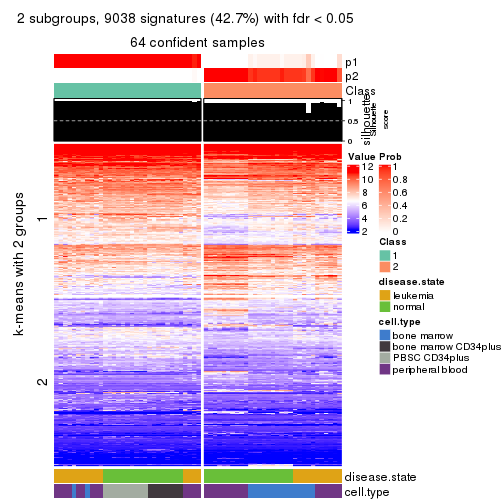 2 subgroups, 9038 signatures (42.7%) with fdr < 0.05
64 confident samples
p1
p2
Class
silhouette
Silhouette
score
1
0.5
0
k-means with 2 groups
1
2
Value
12
10
8
6
4
2
Prob
1
0.8
0.6
0.4
0.2
0
Class
1
2
disease.state
leukemia
normal
cell.type
bone marrow
bone marrow CD34plus
PBSC CD34plus
peripheral blood
disease.state
cell.type